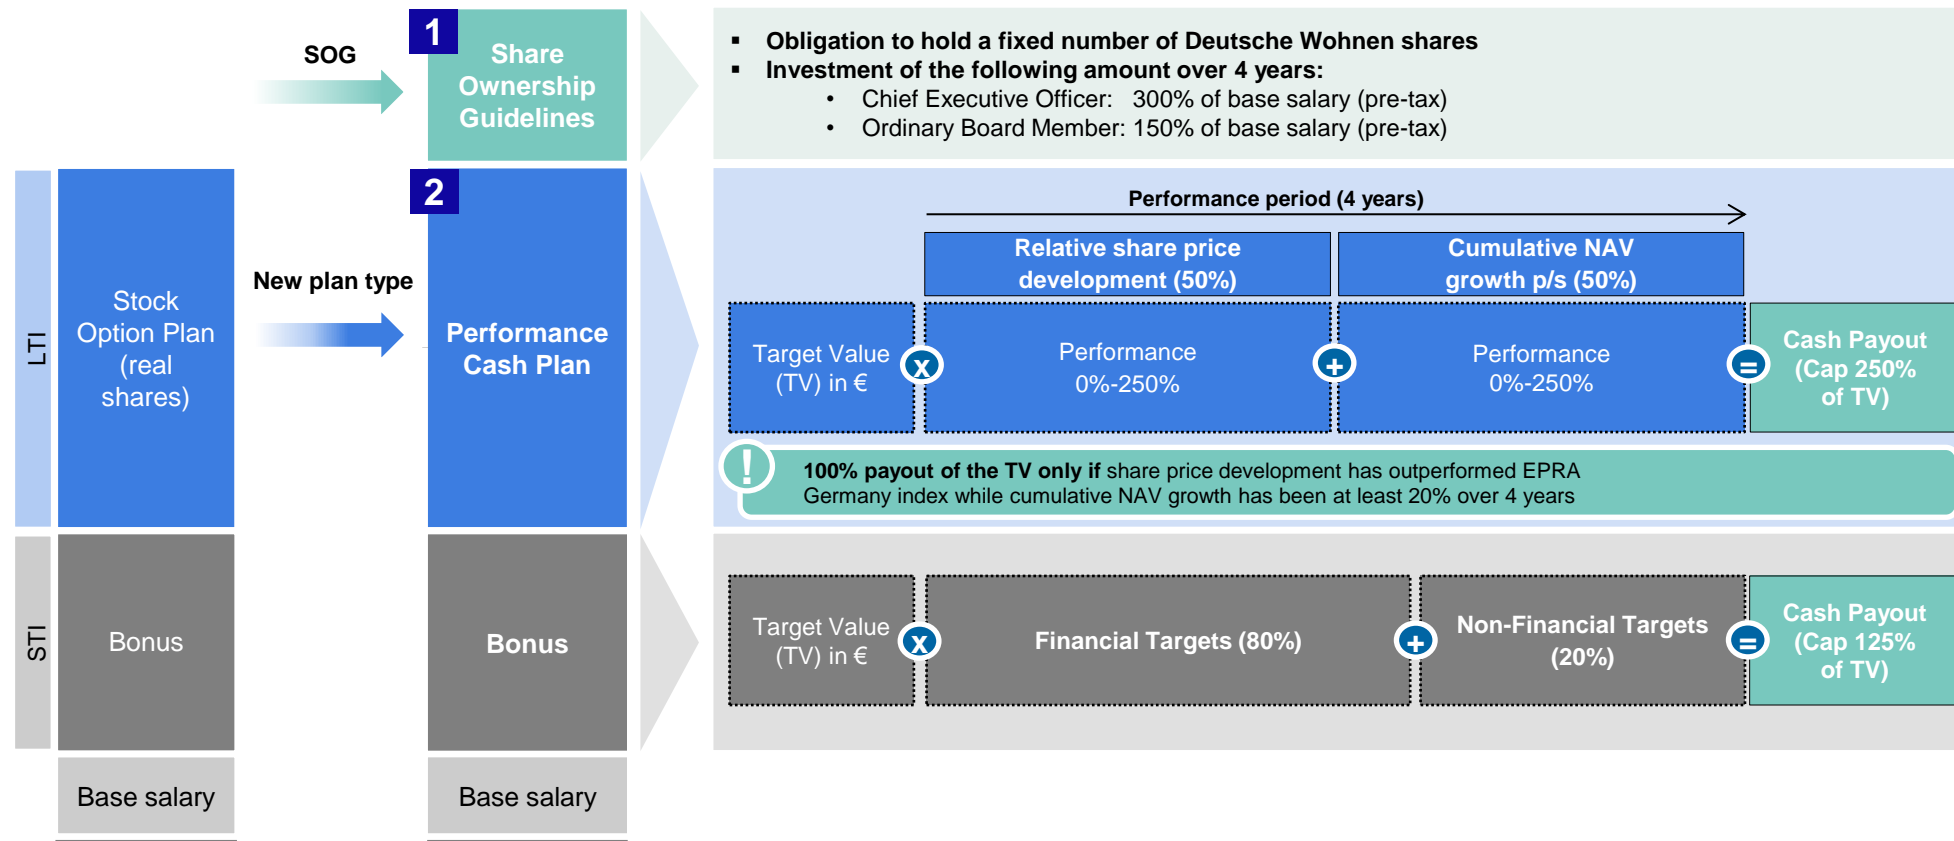 SOG
1
Share
Ownership
Guidelines
▪ Obligation to hold a fixed number of Deutsche Wohnen shares
▪ Investment of the following amount over 4 years:
• Chief Executive Officer: 300% of base salary (pre-tax)
• Ordinary Board Member: 150% of base salary (pre-tax)
LTI
Stock
Option Plan
(real
shares)
New plan type
2
Performance
Cash Plan
Performance period (4 years)
Relative share price
development (50%)
Cumulative NAV
growth p/s (50%)
Target Value
(TV) in €
x
Performance
0%-250%
+
Performance
0%-250%
=
Cash Payout
(Cap 250%
of TV)
!
100% payout of the TV only if share price development has outperformed EPRA
Germany index while cumulative NAV growth has been at least 20% over 4 years
STI
Bonus
Bonus
Target Value
(TV) in €
x
Financial Targets (80%)
+
Non-Financial Targets
(20%)
=
Cash Payout
(Cap 125%
of TV)
Base salary
Base salary